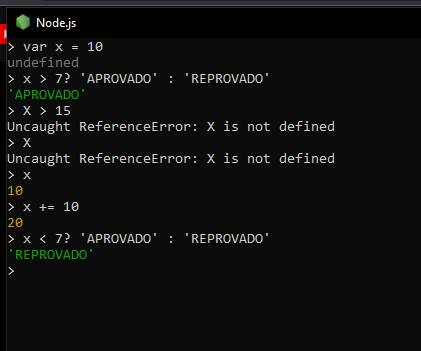 Node.js
> var x = 10
undefined
> x > 7? 'APROVADO' : 'REPROVADO'
'APROVADO'
> X > 15
Uncaught ReferenceError: X is not defined
> X
Uncaught ReferenceError: X is not defined
> x
10
> x += 10
20
> x < 7? 'APROVADO' : 'REPROVADO'
'REPROVADO'
>